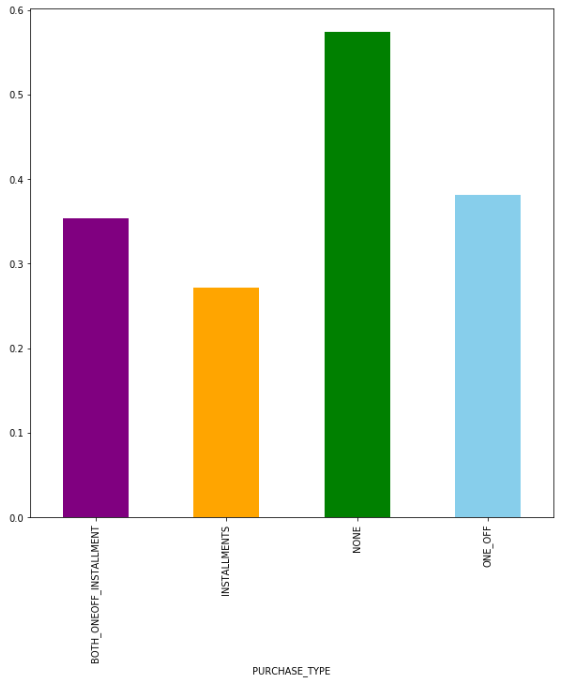 0.6
0.5
0.4
0.3
0.2
0.1
0.0
BOTH_ONEOFF_INSTALLMENT
INSTALLMENTS
NONE
ONE_OFF
PURCHASE_TYPE